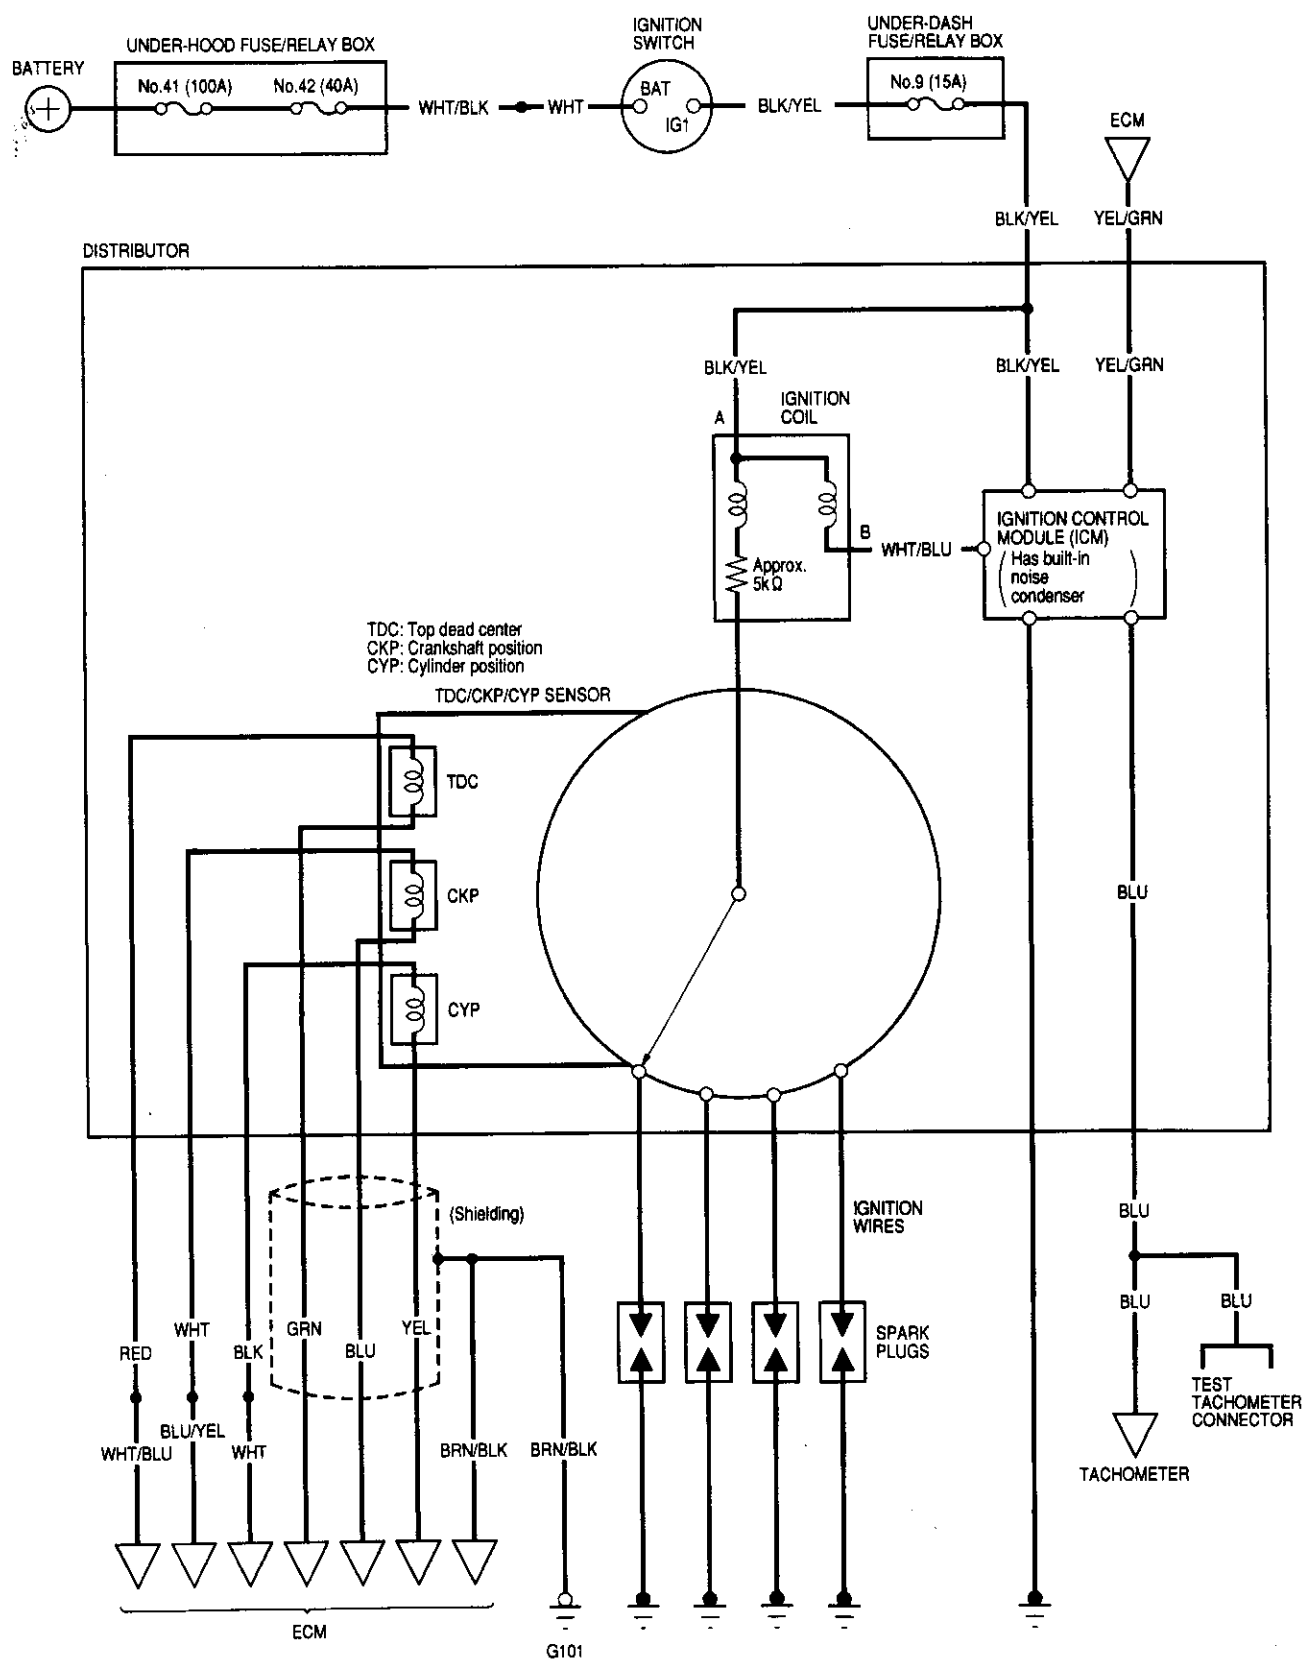 IGNITION
SWITCH
UNDER-DASH
FUSE/RELAY BOX
UNDER-HOOD FUSE/RELAY BOX
BATTERY
No.41 (100A)
No.42 (40A)
WHT/BLK
WHT
BAT
IG1
BLK/YEL
No.9 (15A)
ECM
BLK/YEL
YEL/GRN
DISTRIBUTOR
BLK/YEL
BLK/YEL
YEL/GRN
IGNITION
COIL
A
B
WHT/BLU
Approx.
5kΩ
IGNITION CONTROL
MODULE (ICM)
(Has built-in
noise
condenser)
TDC: Top dead center
CKP: Crankshaft position
CYP: Cylinder position
TDC/CKP/CYP SENSOR
TDC
CKP
CYP
BLU
(Shielding)
IGNITION
WIRES
BLU
BLU
BLU
RED
WHT
BLK
GRN
BLU
YEL
SPARK
PLUGS
TEST
TACHOMETER
CONNECTOR
WHT/BLU
BLU/YEL
WHT
BRN/BLK
BRN/BLK
TACHOMETER
ECM
G101